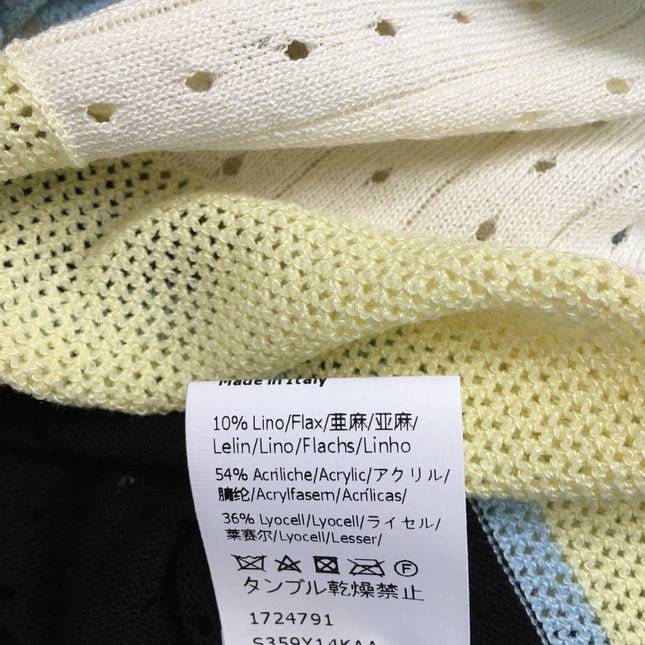 Made in Italy
10% Lino/Flax/亜麻/亚麻/
Lelin/Lino/Flachs/Linho
54% Acriliche/Acrylic/アクリル/
腈纶/Acrylfasem/Acrílicas/
36% Lyocell/Lyocell/ライセル/
莱赛尔/Lyocell/Lesser/
F
タンブル乾燥禁止
1724791
S359Y14KAA